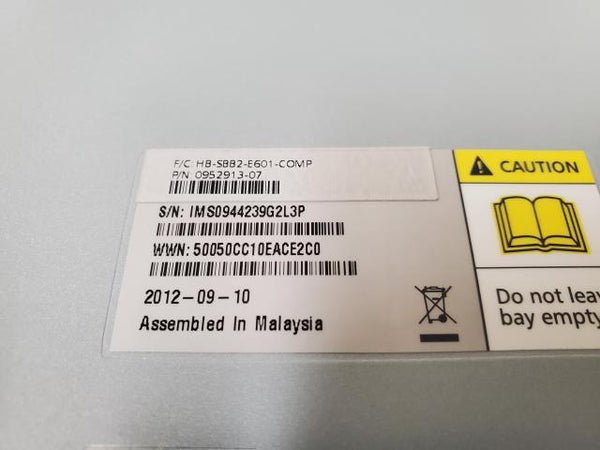 F/C: HB-SBB2-E601-COMP
P/N 0952913-07
S/N: IMS0944239G2L3P
WWN: 50050CC10EACE2C0
2012-09-10
Assembled In Malaysia
CAUTION
Do not leav
bay empty